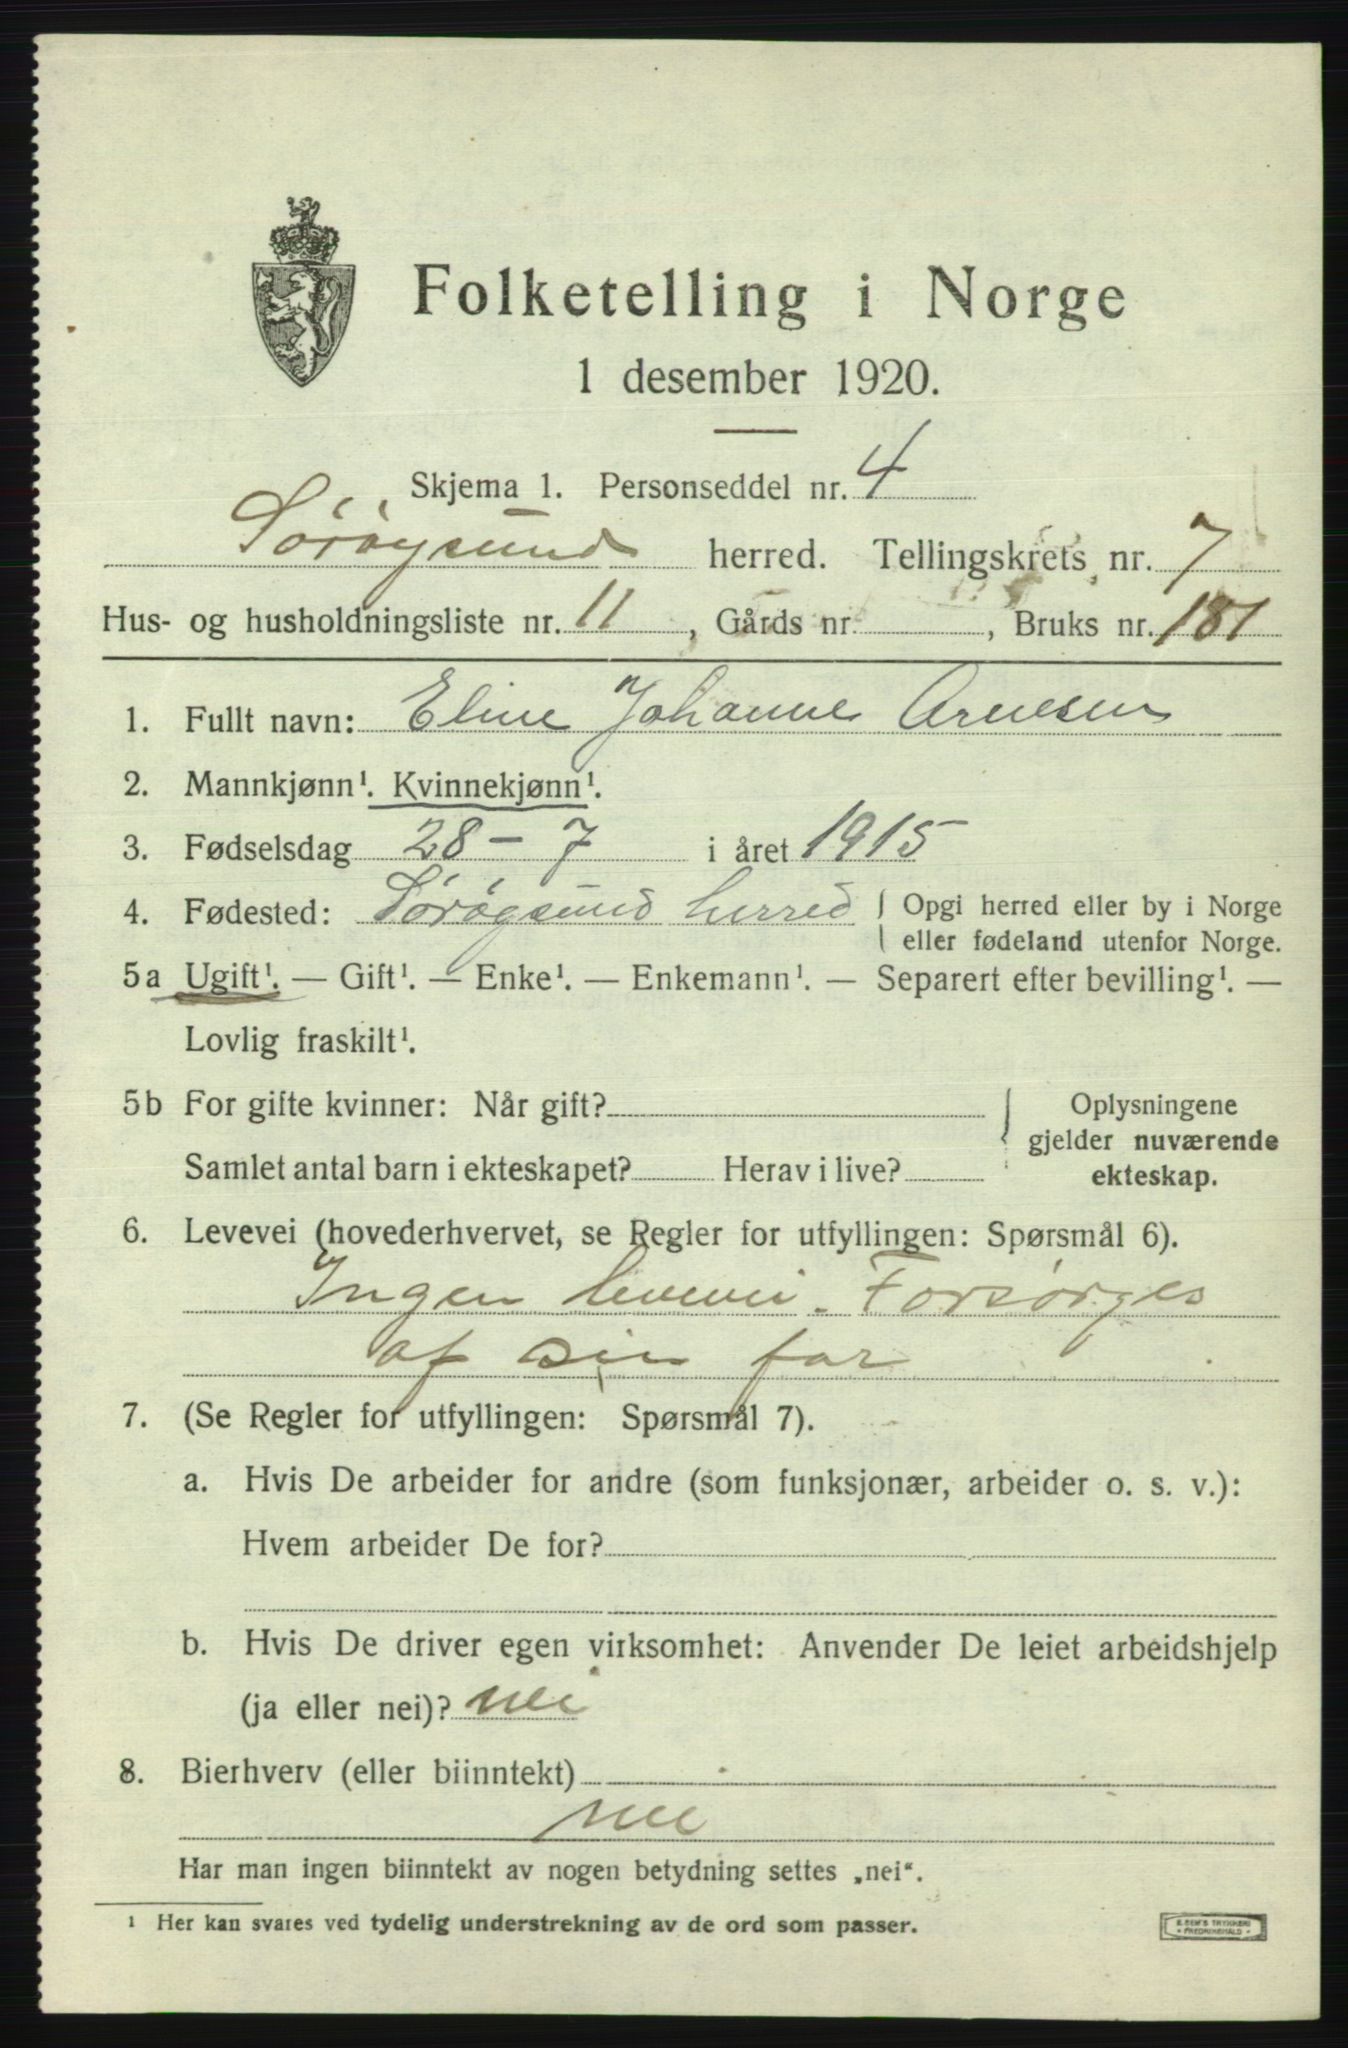 Folketelling i Norge
1 desember 1920.
Skjema 1. Personseddel nr. 4
Sörøysund herred. Tellingskrets nr. 7
Hus- og husholdningsliste nr. 11, Gårds nr. , Bruks nr. 181
1. Fullt navn: Eline Johanne Arnesen
2. Mannkjønn¹. Kvinnekjønn¹.
3. Fødselsdag 28 - 7 i året 1915
4. Fødested: Sörøysund herred { Opgi herred eller by i Norge
eller fødeland utenfor Norge.
5a Ugift¹. — Gift¹. — Enke¹. — Enkemann¹. — Separert efter bevilling¹. —
Lovlig fraskilt¹.
5b For gifte kvinner: Når gift?
Samlet antal barn i ekteskapet? Herav i live?
{ Oplysningene
gjelder nuværende
ekteskap.
6. Levevei (hovederhvervet, se Regler for utfyllingen: Spørsmål 6).
Ingen levevei. Forsörges
af sin far
7. (Se Regler for utfyllingen: Spørsmål 7).
a. Hvis De arbeider for andre (som funksjonær, arbeider o. s. v.):
Hvem arbeider De for?
b. Hvis De driver egen virksomhet: Anvender De leiet arbeidshjelp
(ja eller nei)? nei
8. Bierhverv (eller biinntekt)
nei
Har man ingen biinntekt av nogen betydning settes „nei“.
¹ Her kan svares ved tydelig understrekning av de ord som passer.
E. SEM'S TRYKKERI
FREDRIKSHALD